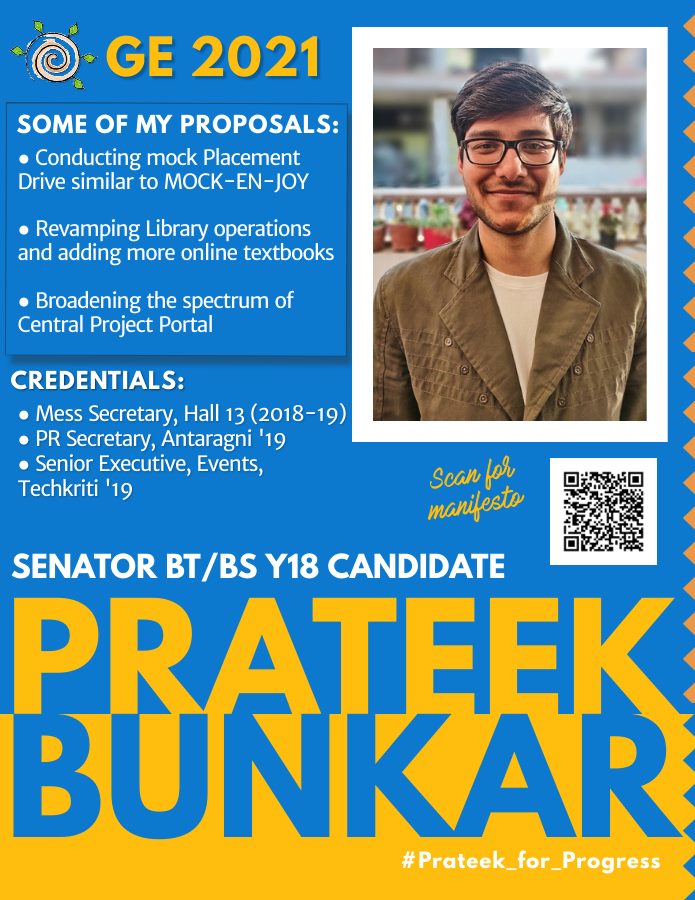 GE 2021
SOME OF MY PROPOSALS:
● Conducting mock Placement
Drive similar to MOCK-EN-JOY
● Revamping Library operations
and adding more online textbooks
● Broadening the spectrum of
Central Project Portal
CREDENTIALS:
● Mess Secretary, Hall 13 (2018-19)
● PR Secretary, Antaragni '19
● Senior Executive, Events,
Techkriti '19
Scan for
manifesto
SENATOR BT/BS Y18 CANDIDATE
PRATEEK
BUNKAR
#Prateek_for_Progress